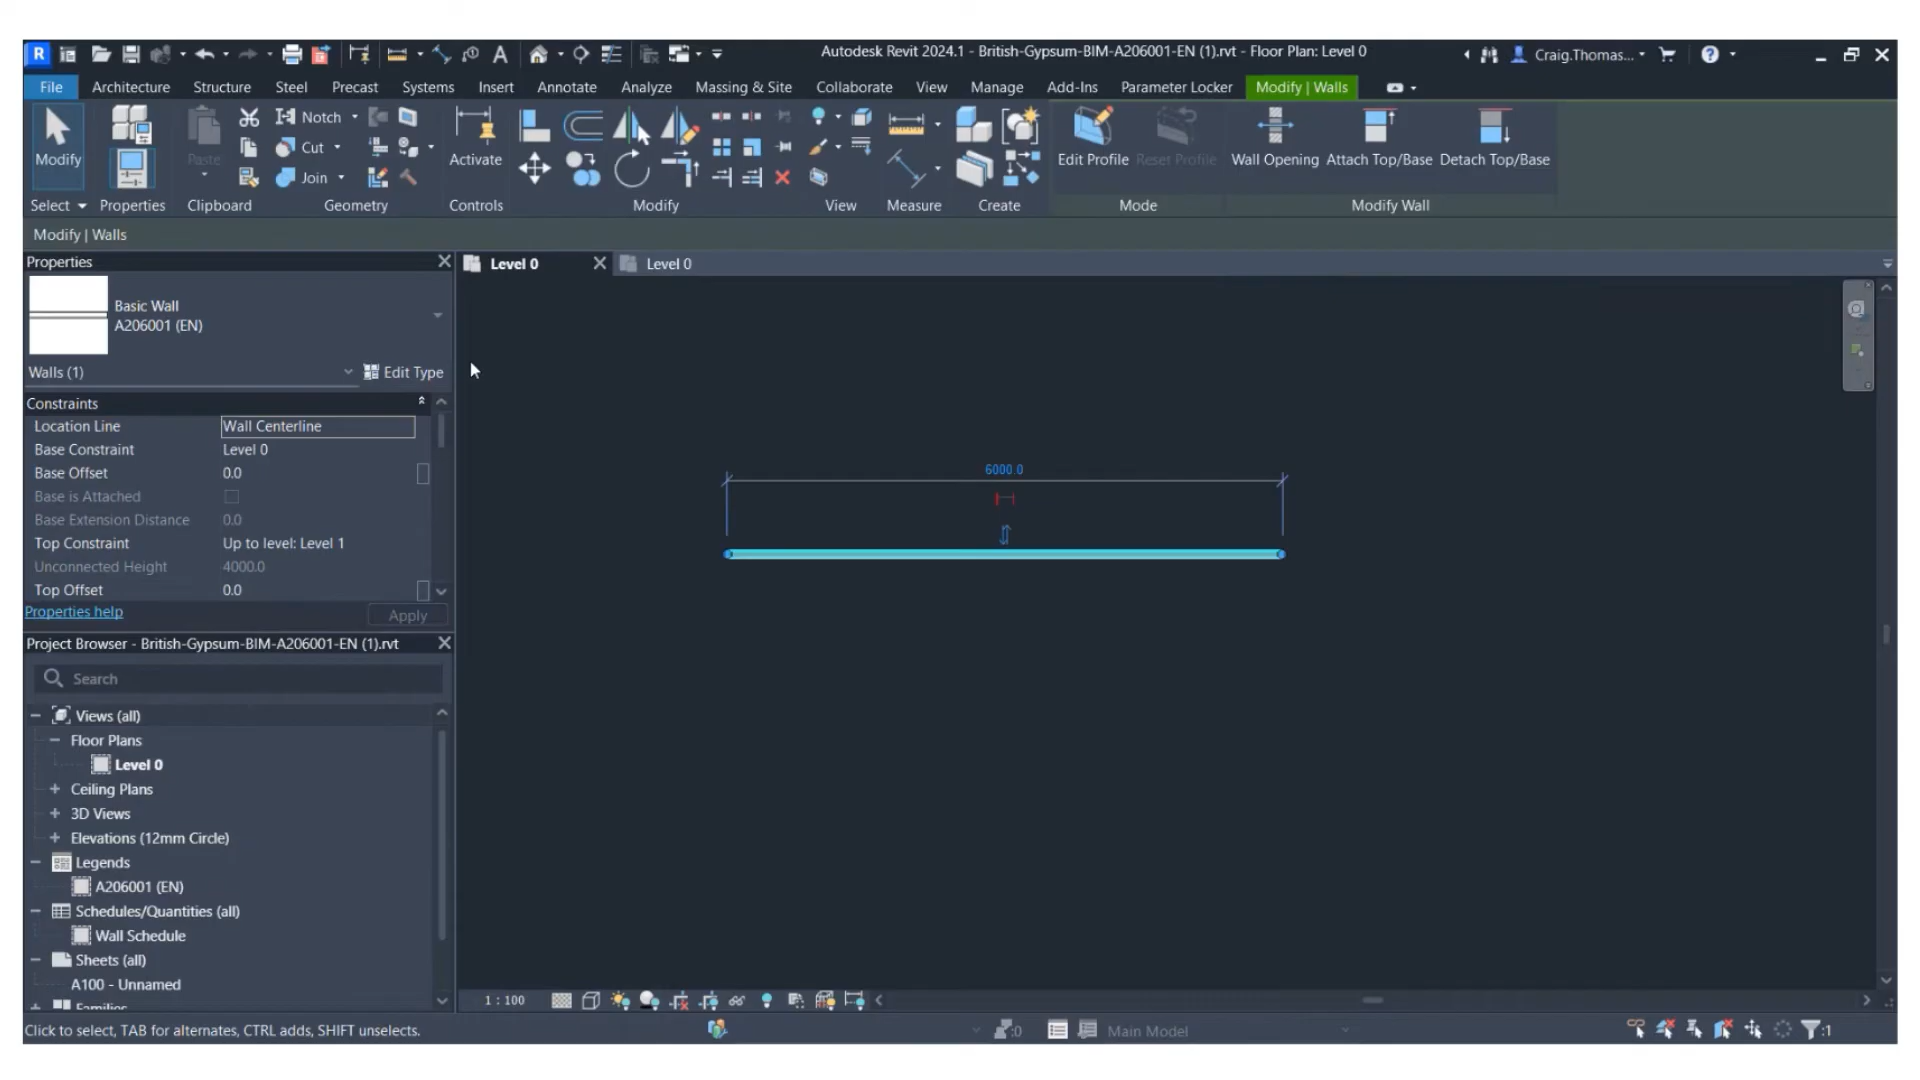 R
Autodesk Revit 2024.1 - British-Gypsum-BIM-A206001-EN (1).rvt - Floor Plan: Level 0
Craig.Thomas...
File Architecture Structure Steel Precast Systems Insert Annotate Analyze Massing & Site Collaborate View Manage Add-Ins Parameter Locker Modify | Walls
Modify
Paste
Notch
Cut
Join
Activate
Edit Profile Reset Profile
Wall Opening Attach Top/Base Detach Top/Base
Select Properties Clipboard Geometry Controls Modify View Measure Create Mode Modify Wall
Modify | Walls
Properties
Level 0
Level 0
Basic Wall
A206001 (EN)
Walls (1)
Edit Type
Constraints
Location Line Wall Centerline
Base Constraint Level 0
Base Offset 0.0
Base is Attached
Base Extension Distance 0.0
Top Constraint Up to level: Level 1
Unconnected Height 4000.0
Top Offset 0.0
Properties help
Apply
6000.0
Project Browser - British-Gypsum-BIM-A206001-EN (1).rvt
Search
Views (all)
Floor Plans
Level 0
Ceiling Plans
3D Views
Elevations (12mm Circle)
Legends
A206001 (EN)
Schedules/Quantities (all)
Wall Schedule
Sheets (all)
A100 - Unnamed
Families
1 : 100
Click to select, TAB for alternates, CTRL adds, SHIFT unselects.
:0
Main Model
:1